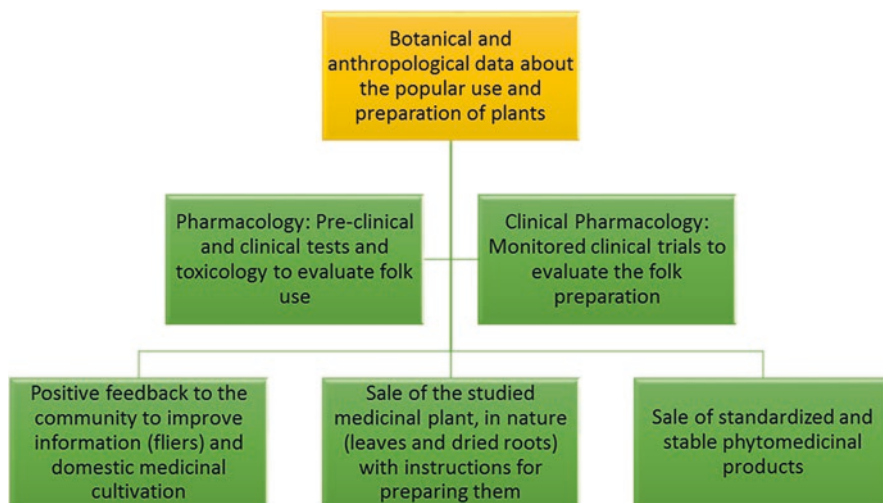 Botanical and
anthropological data about
the popular use and
preparation of plants
Pharmacology: Pre-clinical
and clinical tests and
toxicology to evaluate folk
use
Clinical Pharmacology:
Monitored clinical trials to
evaluate the folk
preparation
Positive feedback to the
community to improve
information (fliers) and
domestic medicinal
cultivation
Sale of the studied
medicinal plant, in nature
(leaves and dried roots)
with instructions for
preparing them
Sale of standardized and
stable phytomedicinal
products